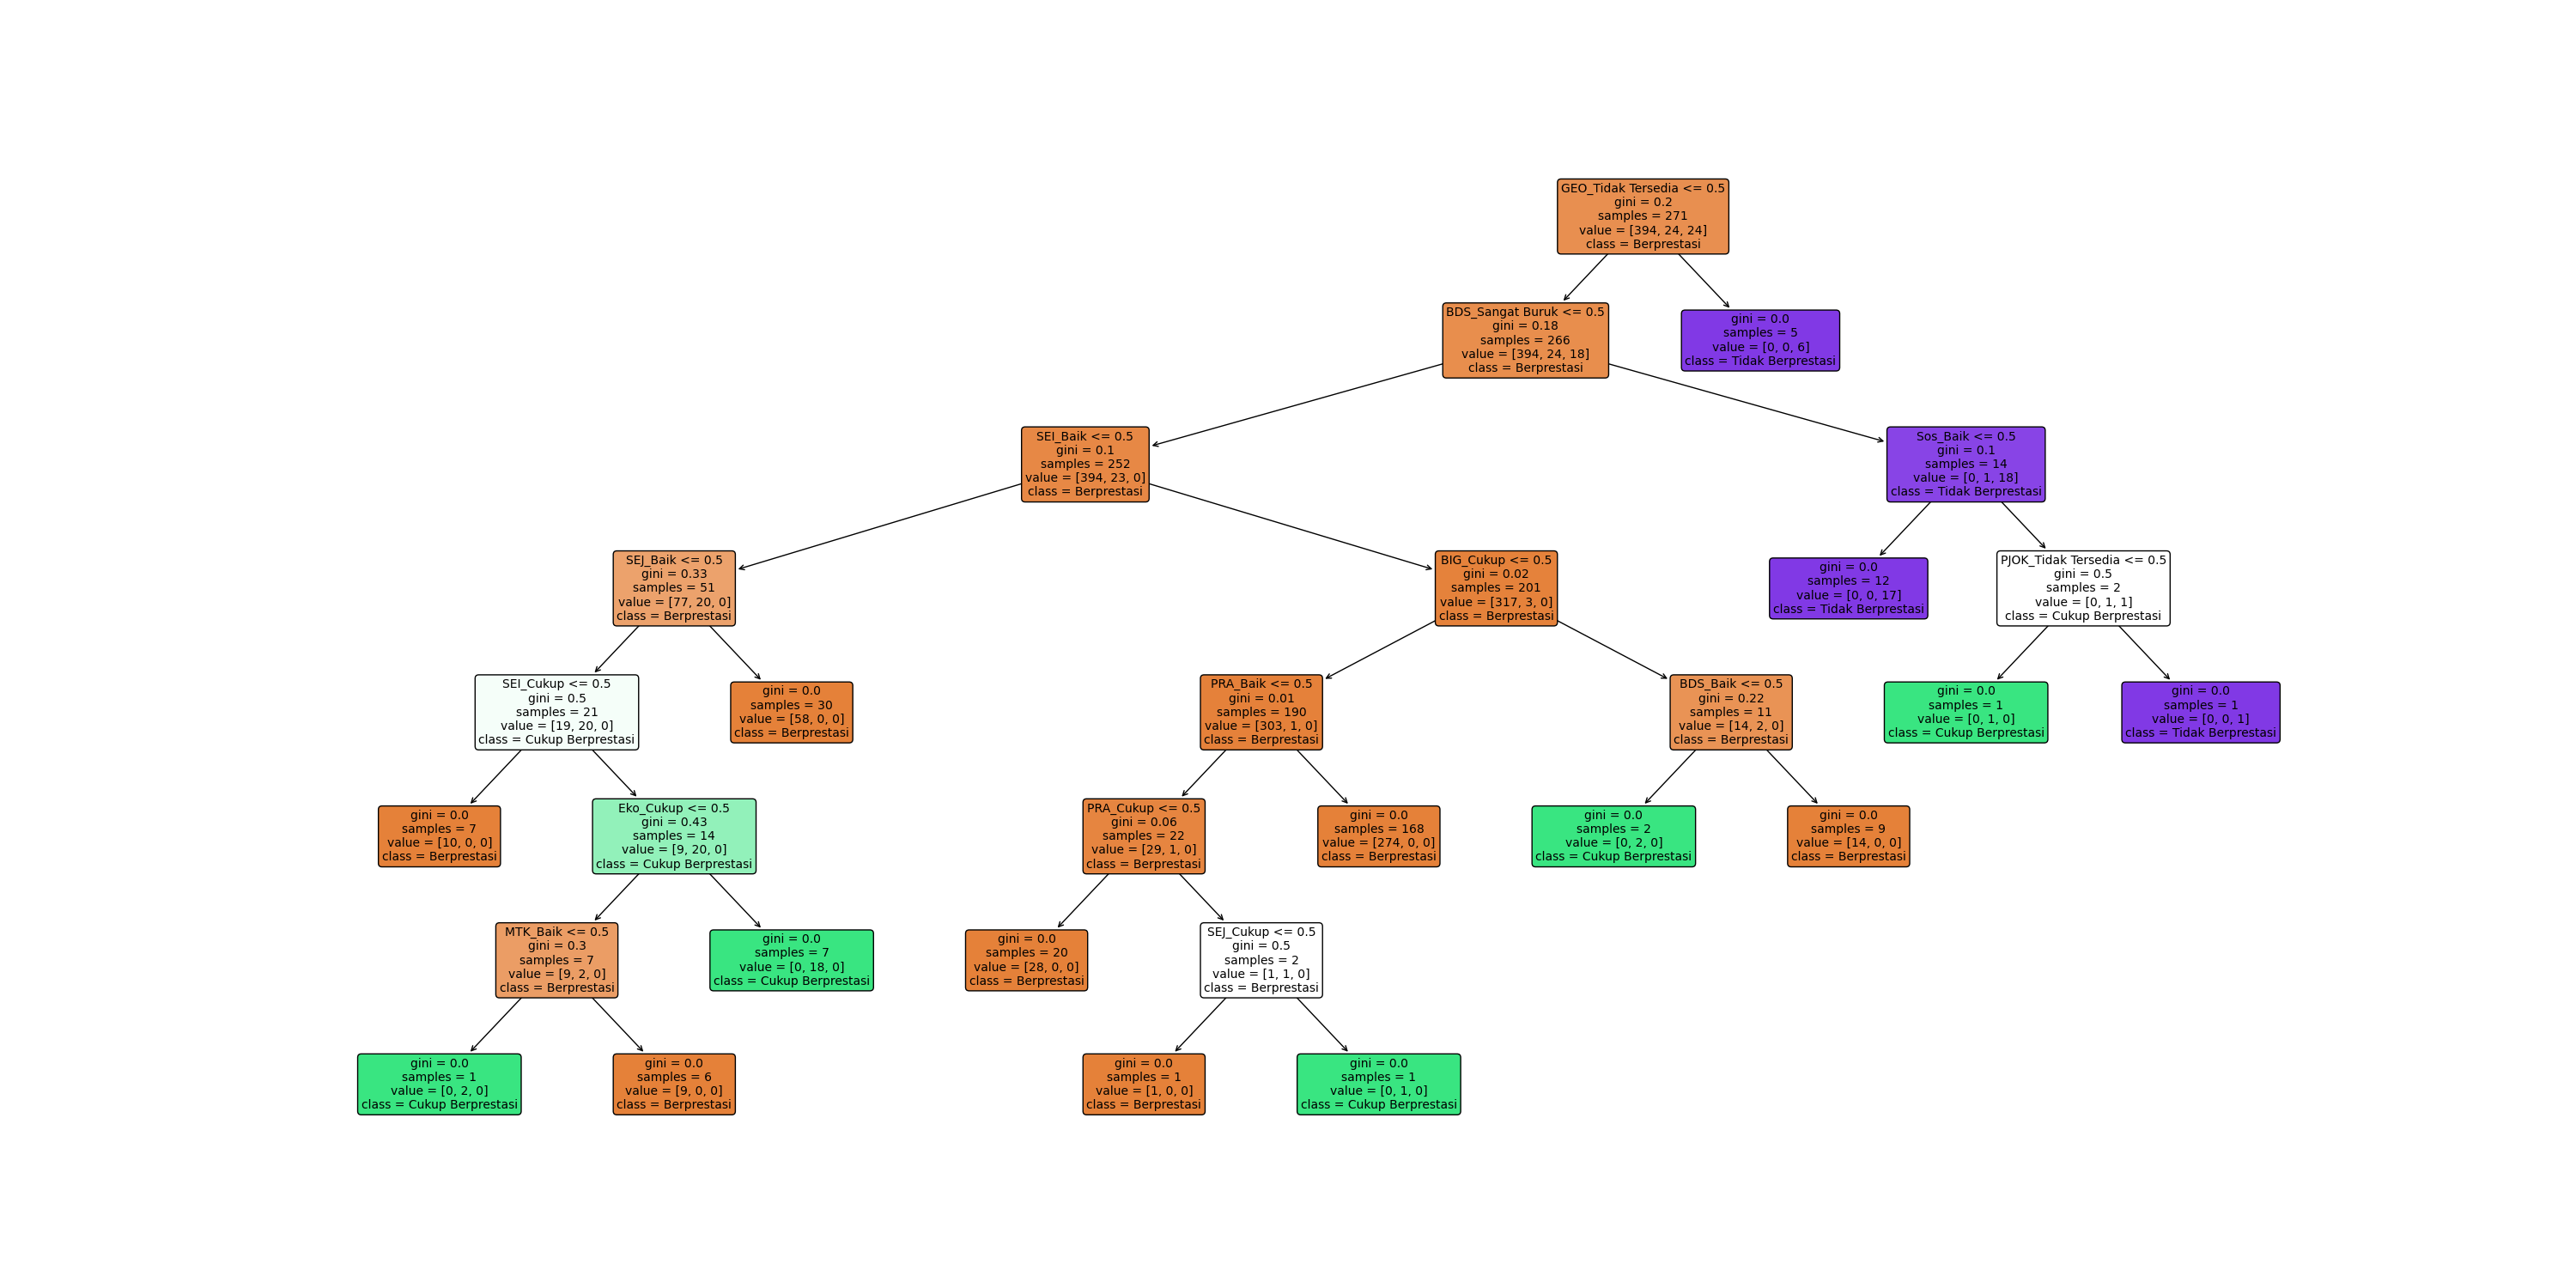 GEO_Tidak Tersedia <= 0.5
gini = 0.2
samples = 271
value = [394, 24, 24]
class = Berprestasi
BDS_Sangat Buruk <= 0.5
gini = 0.18
samples = 266
value = [394, 24, 18]
class = Berprestasi
gini = 0.0
samples = 5
value = [0, 0, 6]
class = Tidak Berprestasi
SEI_Baik <= 0.5
gini = 0.1
samples = 252
value = [394, 23, 0]
class = Berprestasi
Sos_Baik <= 0.5
gini = 0.1
samples = 14
value = [0, 1, 18]
class = Tidak Berprestasi
SEJ_Baik <= 0.5
gini = 0.33
samples = 51
value = [77, 20, 0]
class = Berprestasi
BIG_Cukup <= 0.5
gini = 0.02
samples = 201
value = [317, 3, 0]
class = Berprestasi
gini = 0.0
samples = 12
value = [0, 0, 17]
class = Tidak Berprestasi
PJOK_Tidak Tersedia <= 0.5
gini = 0.5
samples = 2
value = [0, 1, 1]
class = Cukup Berprestasi
SEI_Cukup <= 0.5
gini = 0.5
samples = 21
value = [19, 20, 0]
class = Cukup Berprestasi
gini = 0.0
samples = 30
value = [58, 0, 0]
class = Berprestasi
PRA_Baik <= 0.5
gini = 0.01
samples = 190
value = [303, 1, 0]
class = Berprestasi
BDS_Baik <= 0.5
gini = 0.22
samples = 11
value = [14, 2, 0]
class = Berprestasi
gini = 0.0
samples = 1
value = [0, 1, 0]
class = Cukup Berprestasi
gini = 0.0
samples = 1
value = [0, 0, 1]
class = Tidak Berprestasi
gini = 0.0
samples = 7
value = [10, 0, 0]
class = Berprestasi
Eko_Cukup <= 0.5
gini = 0.43
samples = 14
value = [9, 20, 0]
class = Cukup Berprestasi
PRA_Cukup <= 0.5
gini = 0.06
samples = 22
value = [29, 1, 0]
class = Berprestasi
gini = 0.0
samples = 168
value = [274, 0, 0]
class = Berprestasi
gini = 0.0
samples = 2
value = [0, 2, 0]
class = Cukup Berprestasi
gini = 0.0
samples = 9
value = [14, 0, 0]
class = Berprestasi
MTK_Baik <= 0.5
gini = 0.3
samples = 7
value = [9, 2, 0]
class = Berprestasi
gini = 0.0
samples = 7
value = [0, 18, 0]
class = Cukup Berprestasi
gini = 0.0
samples = 20
value = [28, 0, 0]
class = Berprestasi
SEJ_Cukup <= 0.5
gini = 0.5
samples = 2
value = [1, 1, 0]
class = Berprestasi
gini = 0.0
samples = 1
value = [0, 2, 0]
class = Cukup Berprestasi
gini = 0.0
samples = 6
value = [9, 0, 0]
class = Berprestasi
gini = 0.0
samples = 1
value = [1, 0, 0]
class = Berprestasi
gini = 0.0
samples = 1
value = [0, 1, 0]
class = Cukup Berprestasi